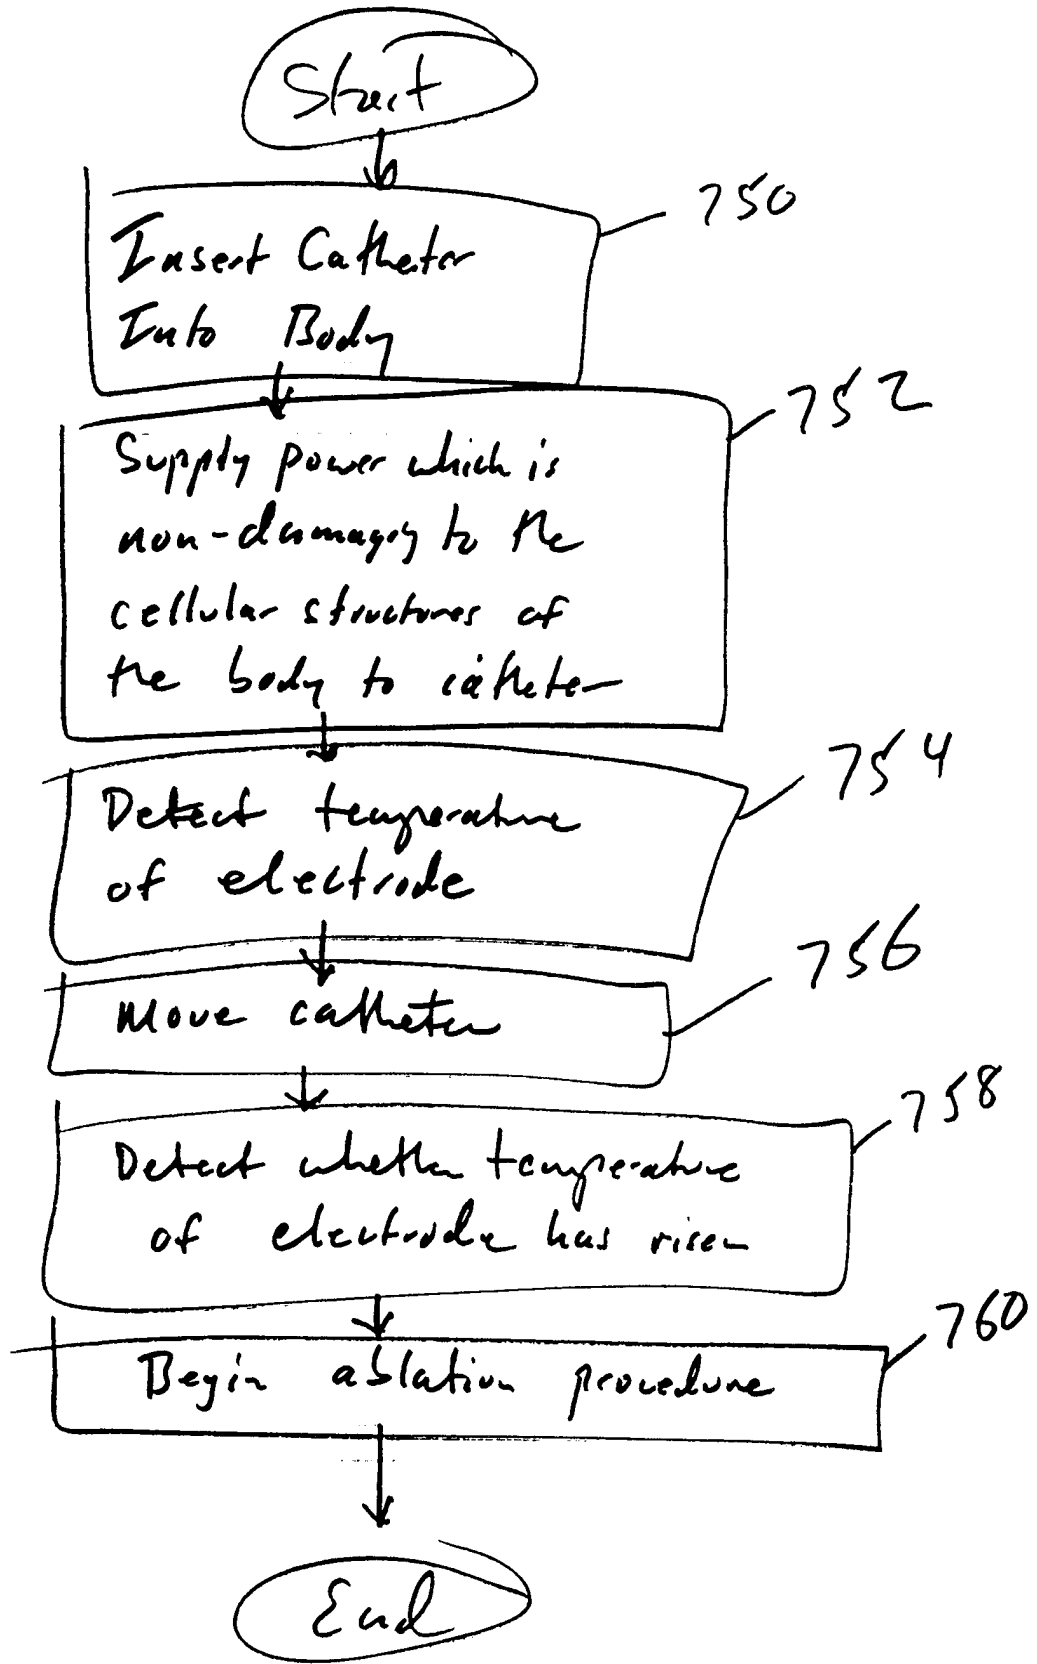 Start
750
Insert Catheter
Into Body
752
Supply power which is
non-damagig to the
cellular structures of
the body to catheter
754
Detect temperature
of electrode
756
Move catheter
758
Detect whether temperature
of electrode has risen
760
Begin ablation procedure
End